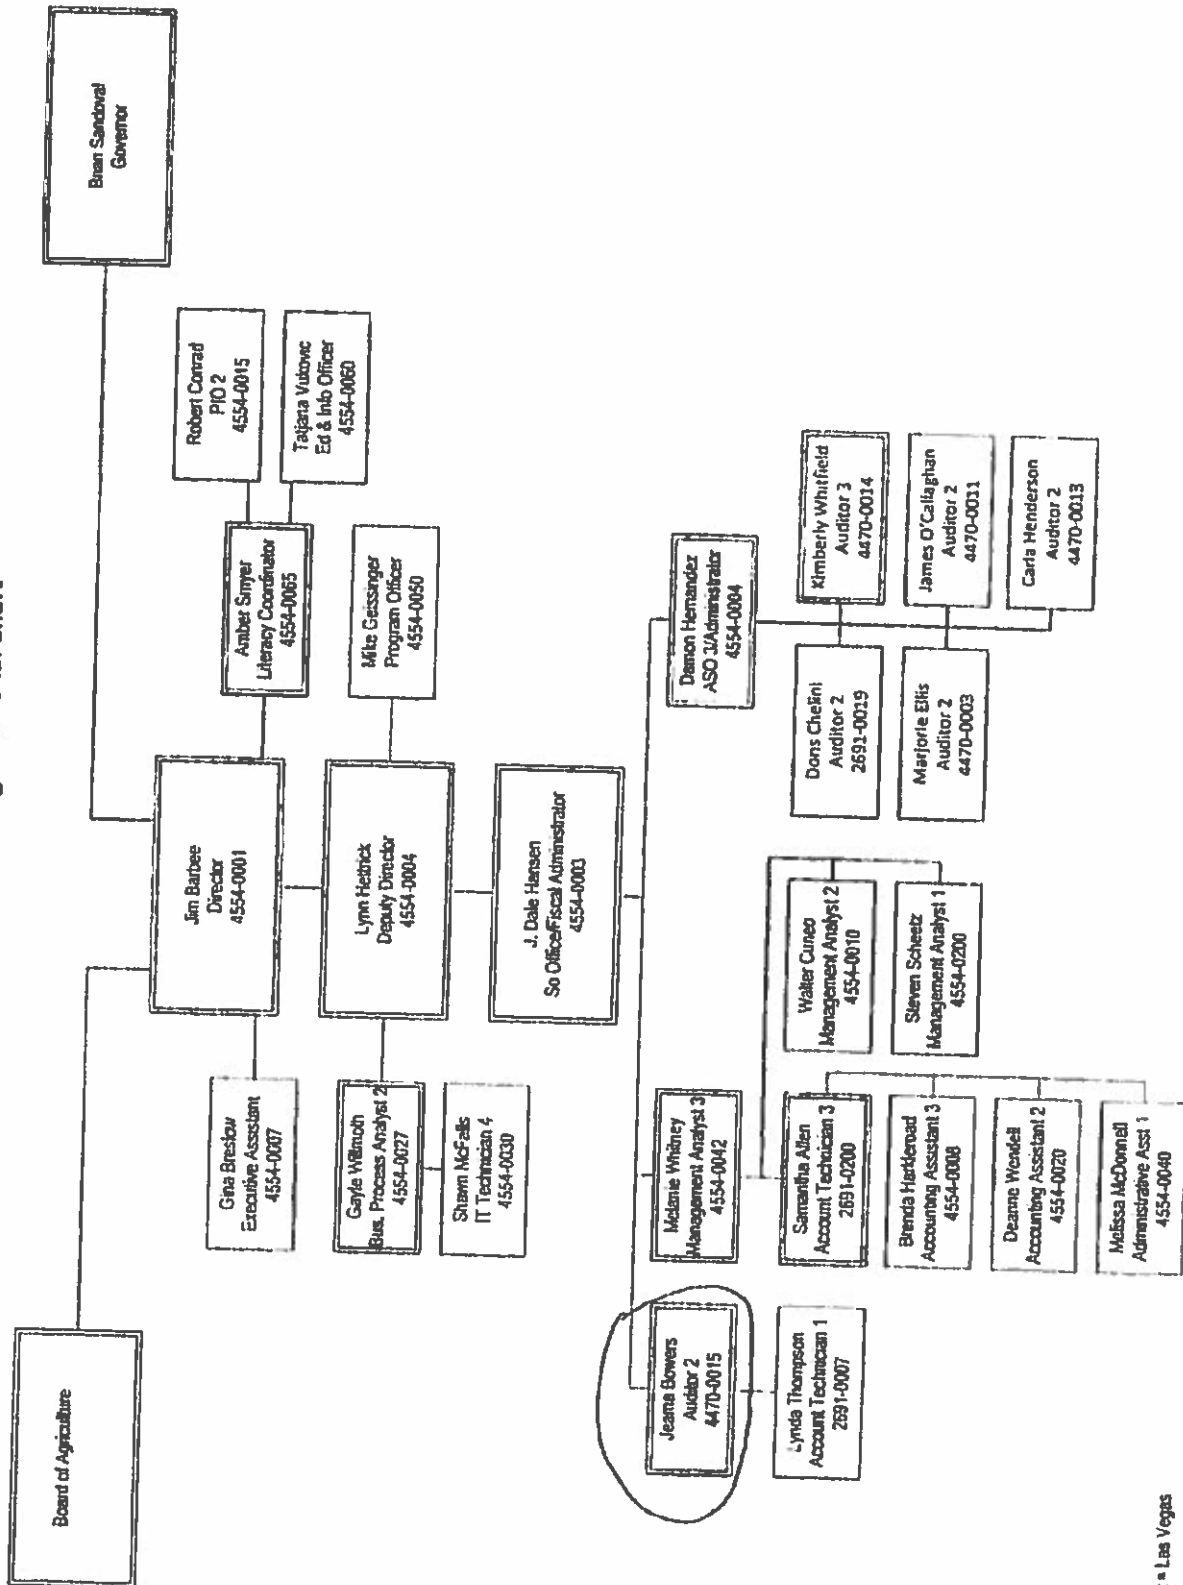 Board of Agriculture
Brian Sandoval
Governor
Jim Barbee
Director
4554-0001
Gina Breslow
Executive Assistant
4554-0007
Amber Smyer
Literacy Coordinator
4554-0065
Robert Conrad
PIO 2
4554-0015
Tatjana Vukovic
Ed & Info Officer
4554-0060
Lynn Hettrick
Deputy Director
4554-0004
Gayle Wilmoth
Bus. Process Analyst 2
4554-0027
Shawn McFalls
IT Technician 4
4554-0030
Mike Geissinger
Program Officer
4554-0050
J. Dale Hansen
So Office/Fiscal Administrator
4554-0003
Jeama Bowers
Auditor 2
4470-0015
Lynda Thompson
Account Technician 1
2691-0007
Melanie Whitney
Management Analyst 3
4554-0042
Samantha Allen
Account Technician 3
2691-0200
Brenda Harkleroad
Accounting Assistant 3
4554-0008
Deanne Wendell
Accounting Assistant 2
4554-0020
Melissa McDonnell
Administrative Asst 1
4554-0040
Walter Cuneo
Management Analyst 2
4554-0010
Steven Scheetz
Management Analyst 1
4554-0200
Damon Hernandez
ASO 3/Administrator
4554-0004
Doris Chelini
Auditor 2
2691-0019
Kimberly Whitfield
Auditor 3
4470-0014
Marjorie Ellis
Auditor 2
4470-0003
James O'Callaghan
Auditor 2
4470-0011
Carla Henderson
Auditor 2
4470-0013
Las Vegas